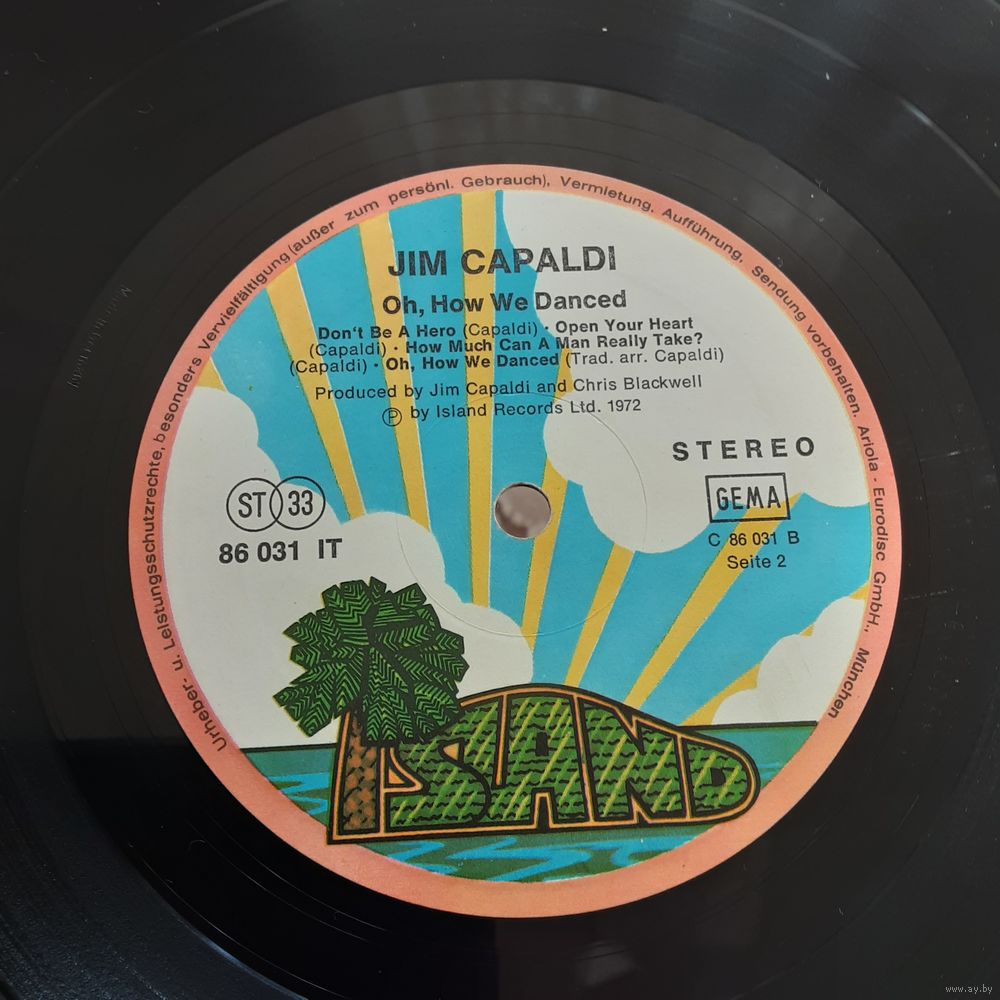 Urheber- u. Leistungsschutzrechte, besonders Vervielfältigung (außer zum persönl. Gebrauch), Vermietung. Aufführung, Sendung vorbehalten. Ariola - Eurodisc GmbH., München
JIM CAPALDI
Oh, How We Danced
Don't Be A Hero (Capaldi) · Open Your Heart
(Capaldi) · How Much Can A Man Really Take?
(Capaldi) · Oh, How We Danced (Trad. arr. Capaldi)
Produced by Jim Capaldi and Chris Blackwell
Ⓟ by Island Records Ltd. 1972
STEREO
ST 33
GEMA
86 031 IT
C 86 031 B
Seite 2
ISLAND
www.ay.by